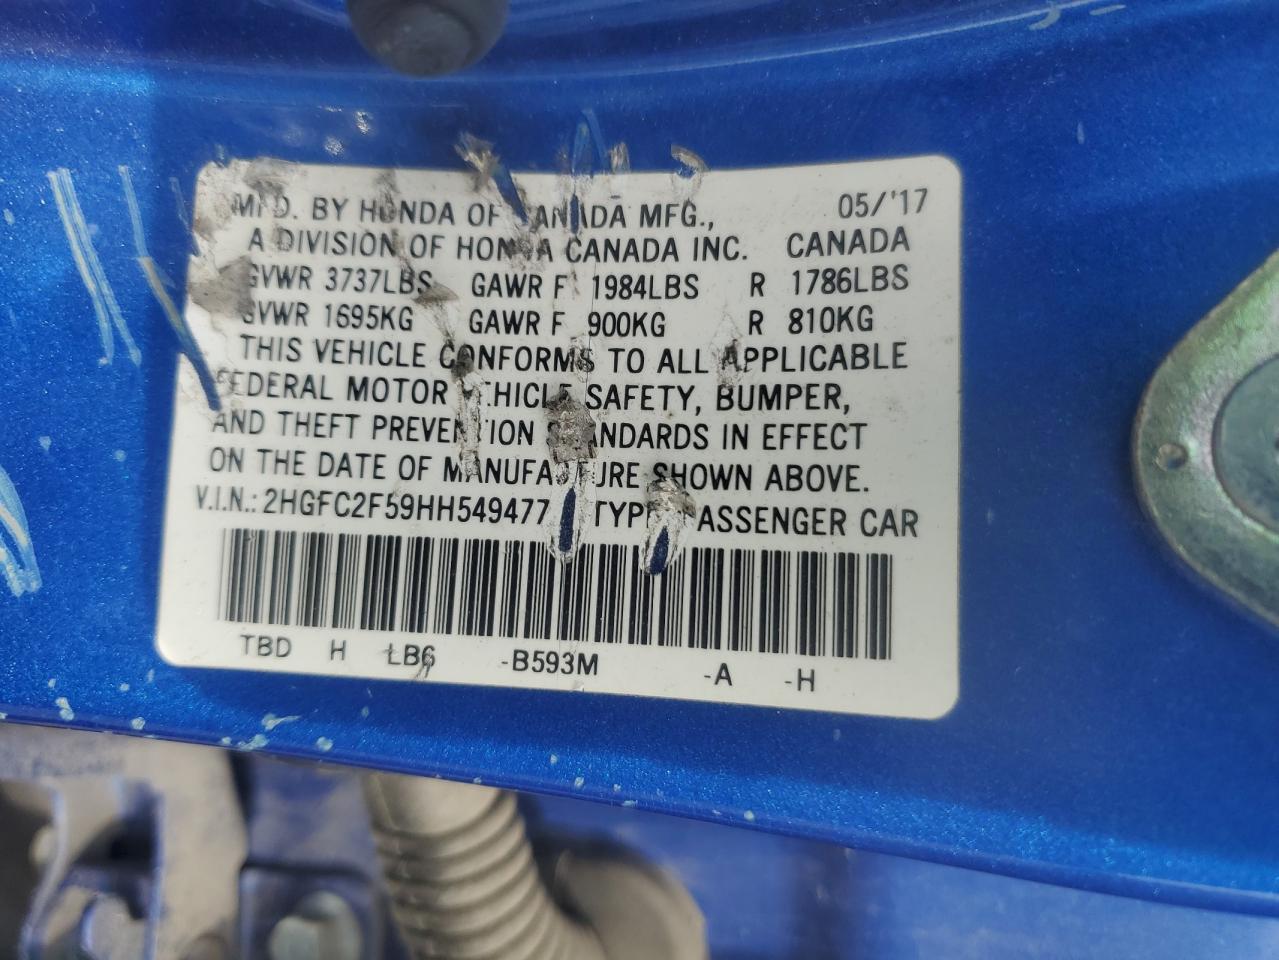 MFD. BY HONDA OF CANADA MFG., 05/'17
A DIVISION OF HONDA CANADA INC. CANADA
GVWR 3737LBS GAWR F 1984LBS R 1786LBS
GVWR 1695KG GAWR F 900KG R 810KG
THIS VEHICLE CONFORMS TO ALL APPLICABLE
FEDERAL MOTOR VEHICLE SAFETY, BUMPER,
AND THEFT PREVENTION STANDARDS IN EFFECT
ON THE DATE OF MANUFACTURE SHOWN ABOVE.
V.I.N.: 2HGFC2F59HH549477 TYPE: PASSENGER CAR
TBD H LB6 -B593M -A -H